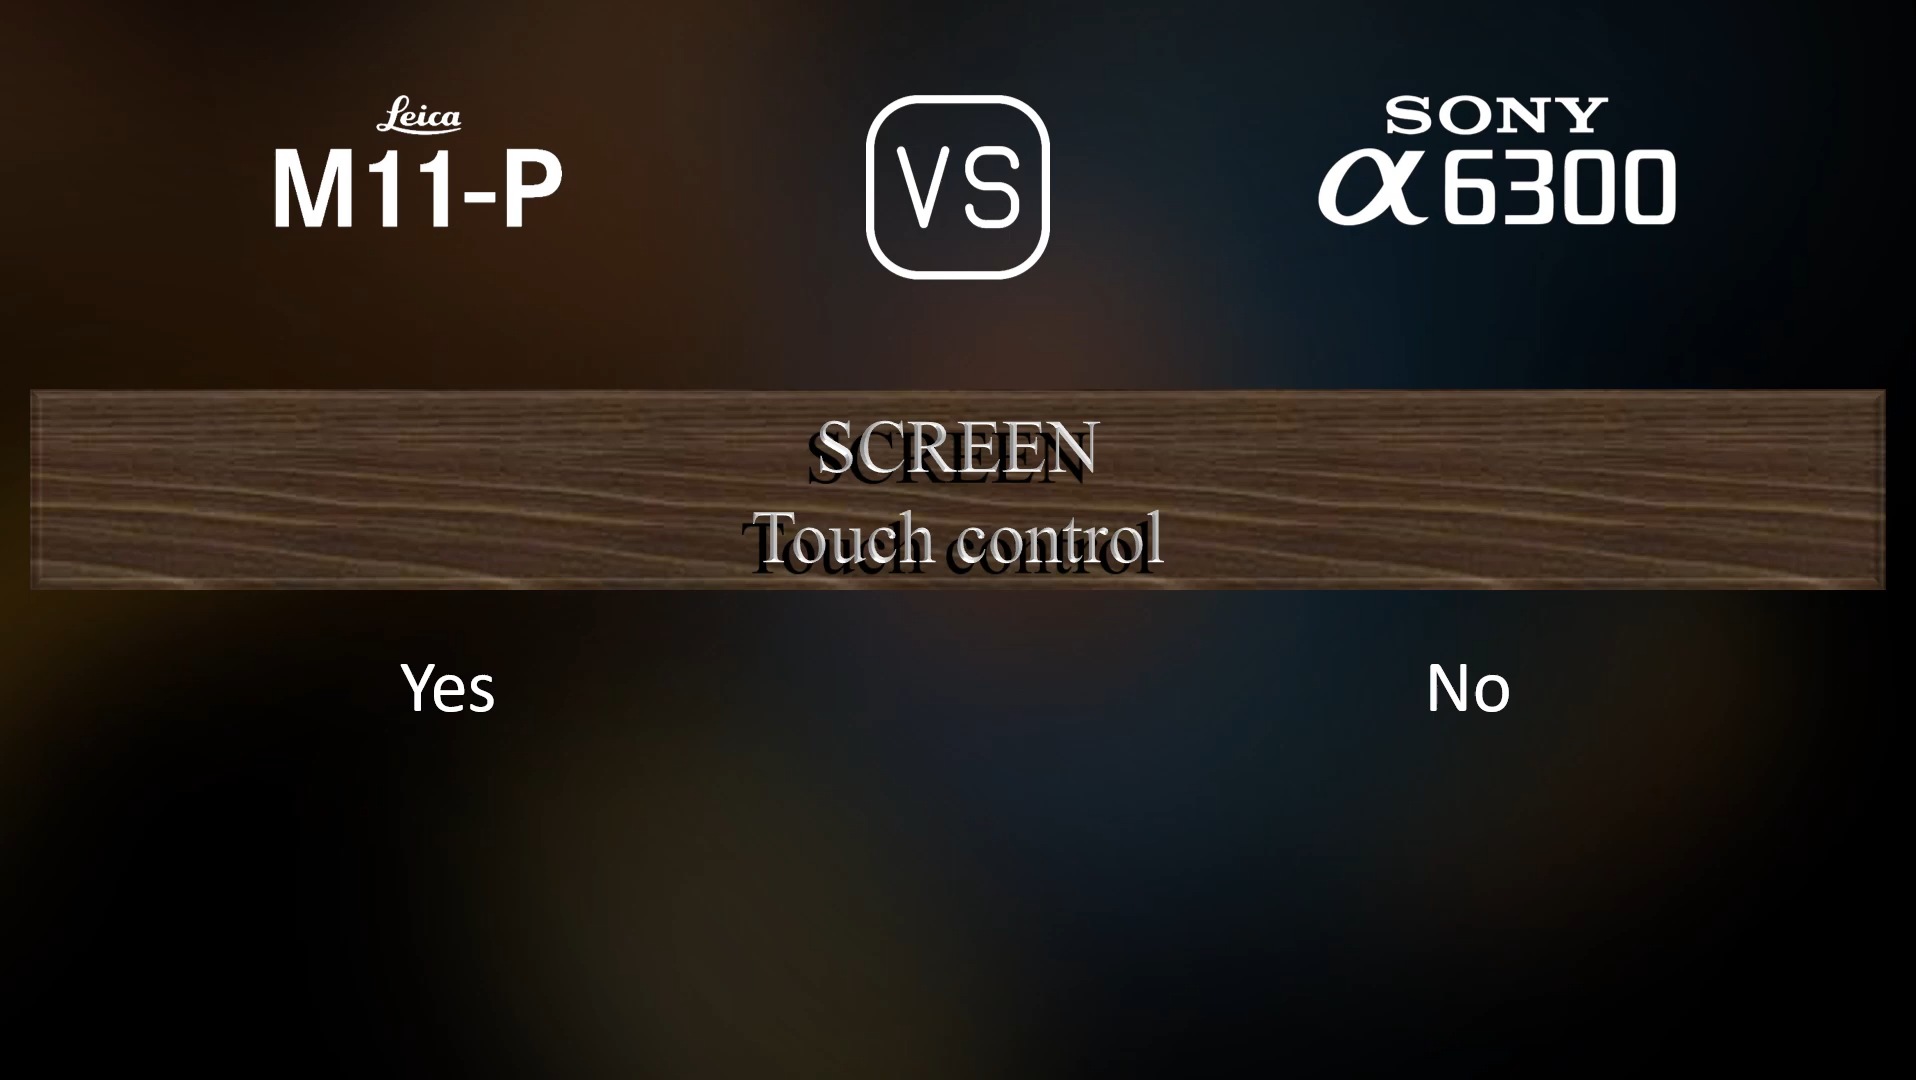 Leica
M11-P
VS
SONY
α6300
SCREEN
Touch control
Yes
No